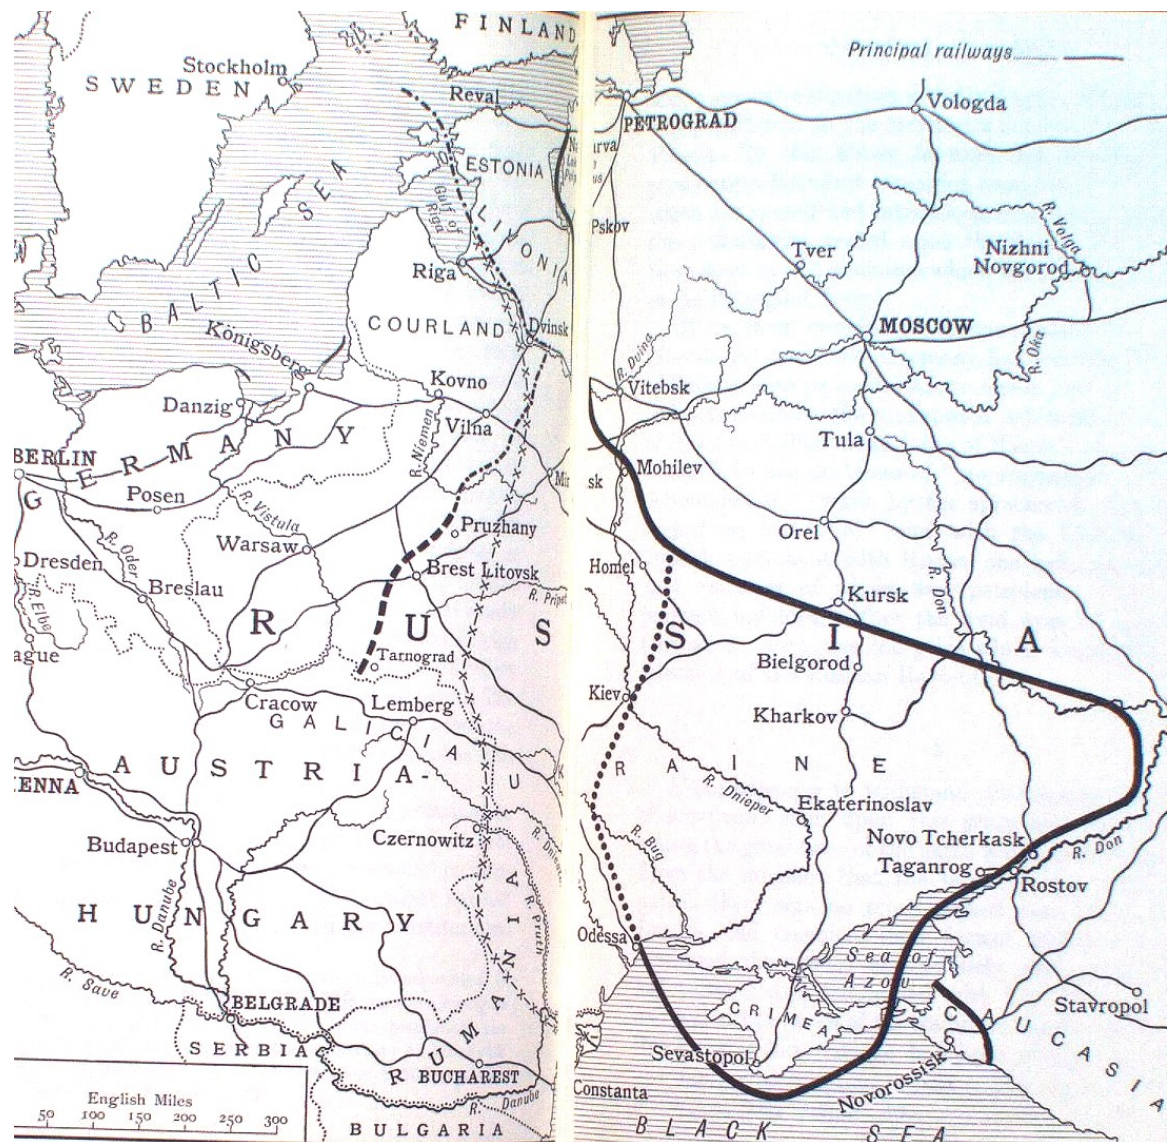 FINLAND
Principal railways
SWEDEN
Stockholm
Reval
PETROGRAD
Vologda
ESTONIA
BALTIC SEA
Gulf of
Riga
LIVONIA
Pskov
R. Volga
Nizhni
Novgorod
Tver
Riga
COURLAND
Dvinsk
MOSCOW
R. Oka
R. Dvina
Königsberg
Kovno
Vitebsk
Danzig
Vilna
R. Niemen
Tula
GERMANY
BERLIN
Posen
Mohilev
R. Vistula
Warsaw
Pruzhany
Orel
R. Oder
Dresden
Breslau
R. Elbe
Brest Litovsk
Homel
R. Pripet
Kursk
R. Don
RUSSIA
Tarnograd
Bielgorod
Cracow
Lemberg
GALICIA
Kiev
Kharkov
AUSTRIA-
U
RAINE
R. Dnieper
ENNA
Ekaterinoslav
Czernowitz
Budapest
R. Bug
Novo Tcherkask
Taganrog
Rostov
R. Don
HUNGARY
R. Danube
R. Pruth
Odessa
Sea of
Azov
R. Save
BELGRADE
CRIMEA
Stavropol
CAUCASIA
SERBIA
RUMANIA
BUCHAREST
Sevastopol
Novorossisk
Constanta
R. Danube
BULGARIA
BLACK SEA
English Miles
50 100 150 200 250 300